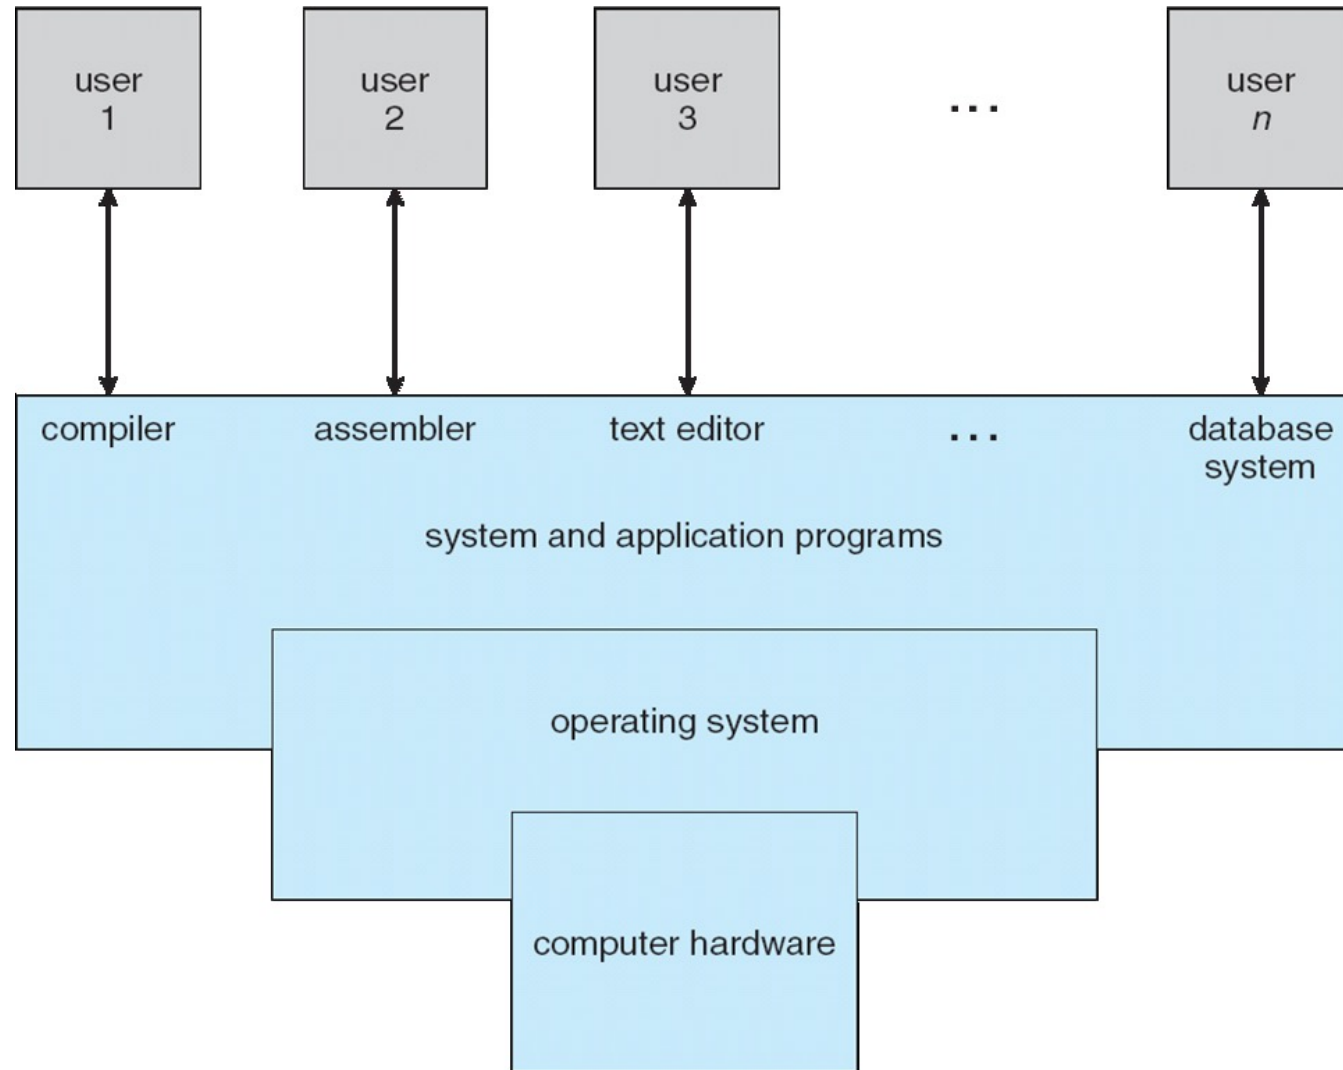 user
1
user
2
user
3
...
user
n
compiler
assembler
text editor
...
database
system
system and application programs
operating system
computer hardware